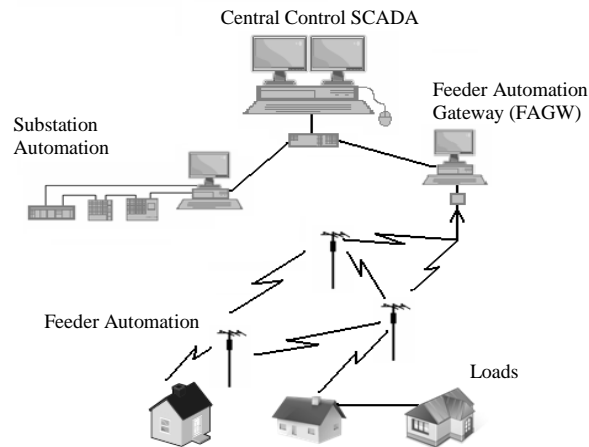 Central Control SCADA
Feeder Automation
Gateway (FAGW)
Substation
Automation
Feeder Automation
Loads